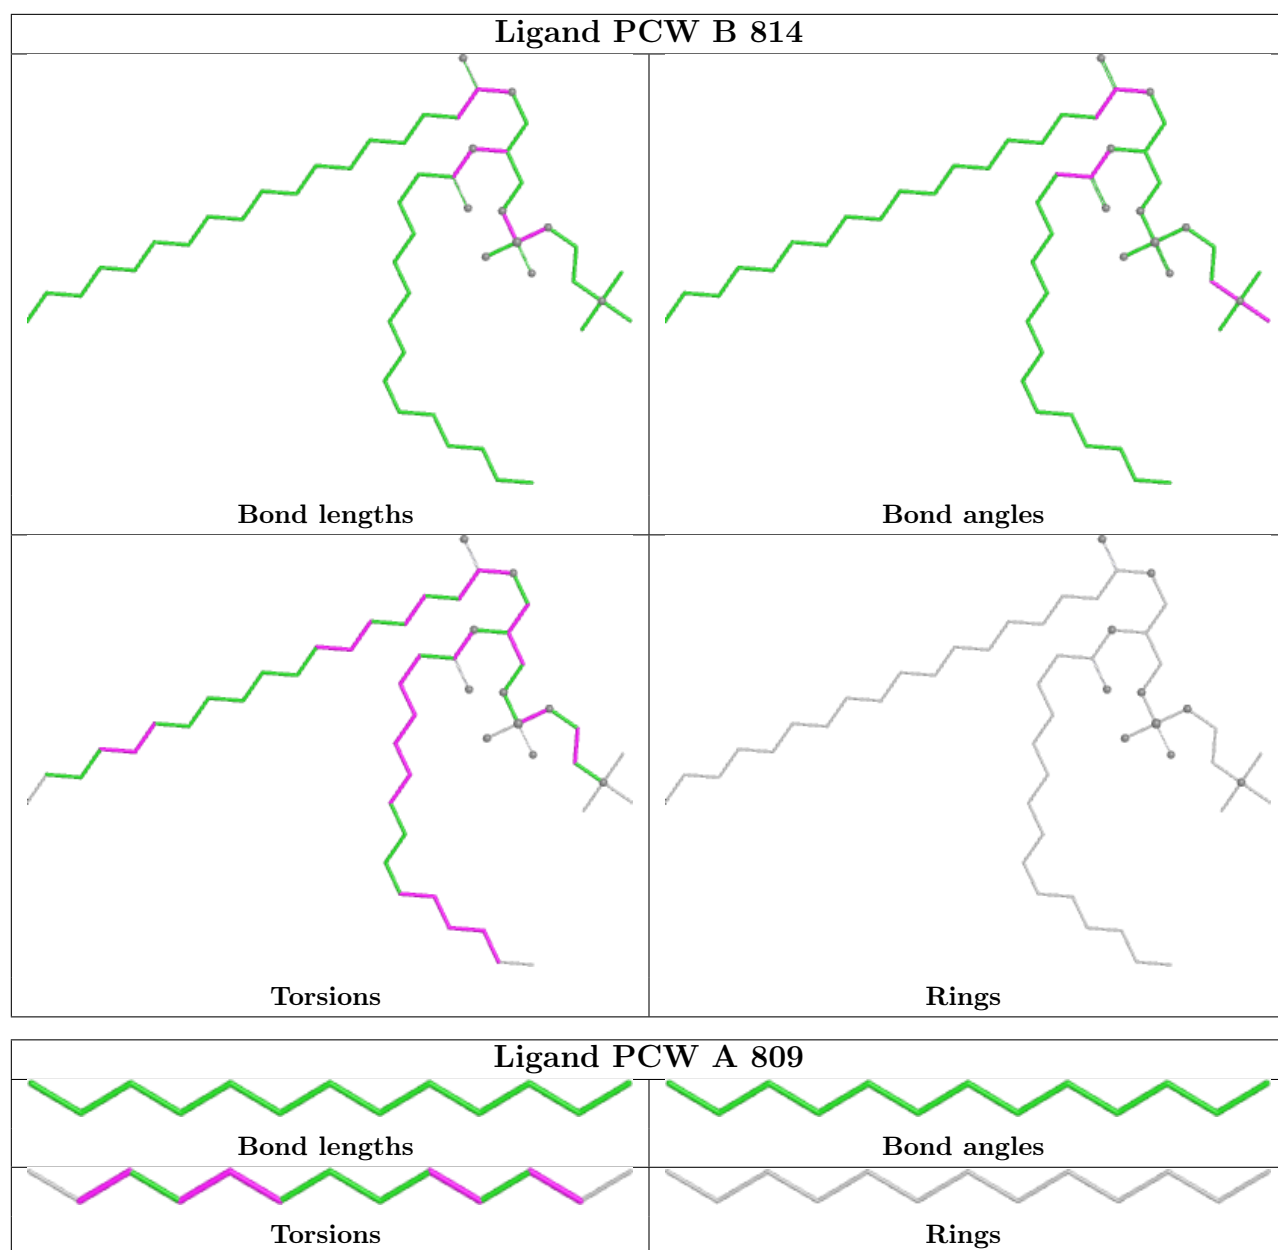 Ligand PCW B 814
Bond lengths
Bond angles
Torsions
Rings
Ligand PCW A 809
Bond lengths
Bond angles
Torsions
Rings